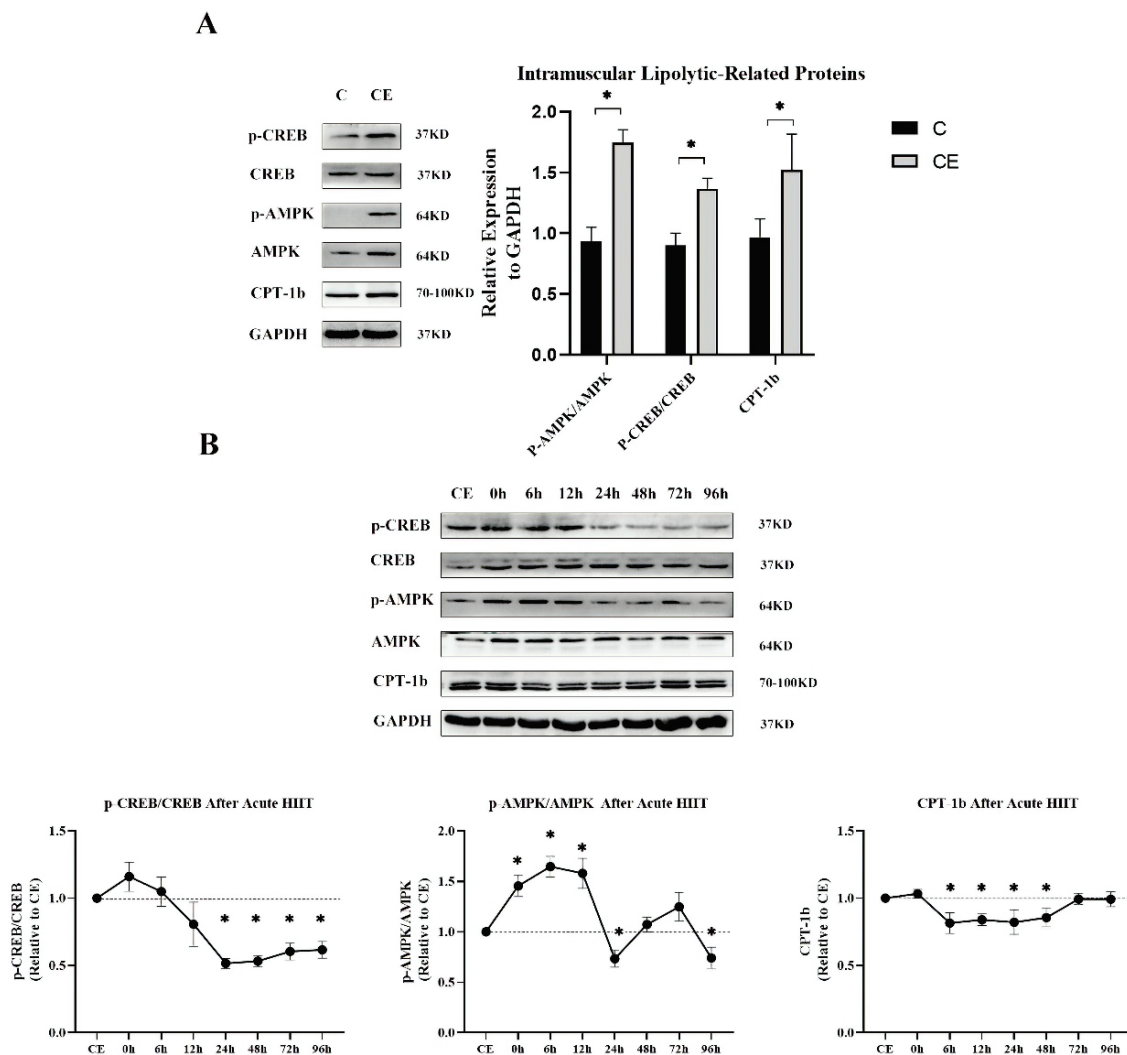 A
Intramuscular Lipolytic-Related Proteins
C CE
p-CREB 37KD
CREB 37KD
p-AMPK 64KD
AMPK 64KD
CPT-1b 70-100KD
GAPDH 37KD
Relative Expression
to GAPDH
2.0
1.5
1.0
0.5
0.0
* * *
P-AMPK/AMPK
P-CREB/CREB
CPT-1b
C
CE
B
CE 0h 6h 12h 24h 48h 72h 96h
p-CREB 37KD
CREB 37KD
p-AMPK 64KD
AMPK 64KD
CPT-1b 70-100KD
GAPDH 37KD
p-CREB/CREB After Acute HIIT
p-CREB/CREB
(Relative to CE)
1.5
1.0
0.5
0.0
* * * *
CE 0h 6h 12h 24h 48h 72h 96h
p-AMPK/AMPK After Acute HIIT
p-AMPK/AMPK
(Relative to CE)
2.0
1.5
1.0
0.5
0.0
* * * * *
CE 0h 6h 12h 24h 48h 72h 96h
CPT-1b After Acute HIIT
CPT-1b
(Relative to CE)
1.5
1.0
0.5
0.0
* * * *
CE 0h 6h 12h 24h 48h 72h 96h